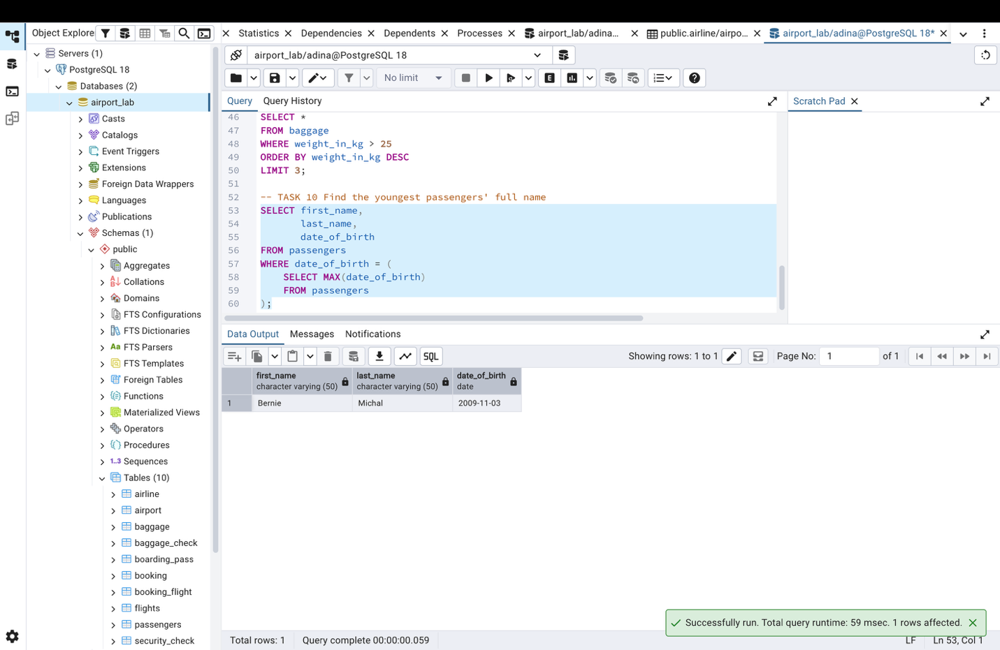 Object Explore
Statistics
Dependencies
Dependents
Processes
airport_lab/adina...
public.airline/airpo...
airport_lab/adina@PostgreSQL 18*
Servers (1)
PostgreSQL 18
Databases (2)
airport_lab
Casts
Catalogs
Event Triggers
Extensions
Foreign Data Wrappers
Languages
Publications
Schemas (1)
public
Aggregates
Collations
Domains
FTS Configurations
FTS Dictionaries
Aa FTS Parsers
FTS Templates
Foreign Tables
Functions
Materialized Views
Operators
Procedures
1..3 Sequences
Tables (10)
airline
airport
baggage
baggage_check
boarding_pass
booking
booking_flight
flights
passengers
security_check
airport_lab/adina@PostgreSQL 18
No limit
E
Query
Query History
Scratch Pad
46 SELECT *
47 FROM baggage
48 WHERE weight_in_kg > 25
49 ORDER BY weight_in_kg DESC
50 LIMIT 3;
51
52 -- TASK 10 Find the youngest passengers' full name
53 SELECT first_name,
54 last_name,
55 date_of_birth
56 FROM passengers
57 WHERE date_of_birth = (
58 SELECT MAX(date_of_birth)
59 FROM passengers
60 );
Data Output
Messages
Notifications
SQL
Showing rows: 1 to 1
Page No: 1 of 1
first_name
character varying (50)
last_name
character varying (50)
date_of_birth
date
1 Bernie Michal 2009-11-03
Successfully run. Total query runtime: 59 msec. 1 rows affected.
Total rows: 1
Query complete 00:00:00.059
LF
Ln 53, Col 1